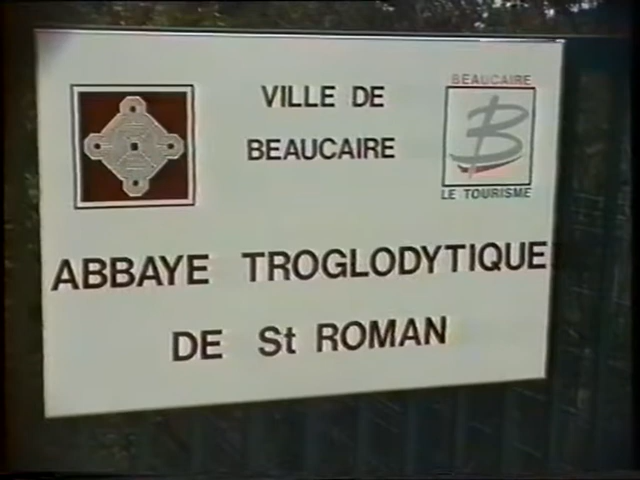 VILLE DE
BEAUCAIRE
BEAUCAIRE
B
LE TOURISME
ABBAYE TROGLODYTIQUE
DE St ROMAN